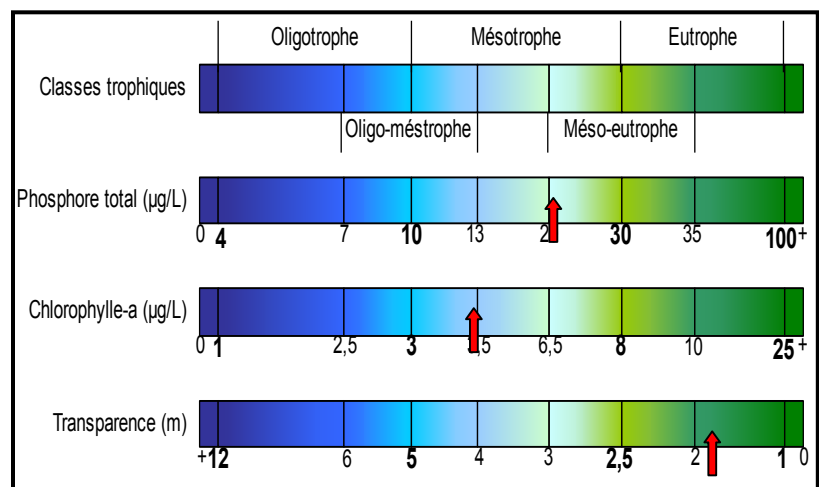 Oligotrophe Mésotrophe Eutrophe
Classes trophiques
Oligo-méstrophe Méso-eutrophe
Phosphore total (µg/L)
0 4 7 10 13 30 35 100+
Chlorophylle-a (µg/L)
0 1 2,5 3 6,5 8 10 25 +
Transparence (m)
+12 6 5 4 3 2,5 2 1 0